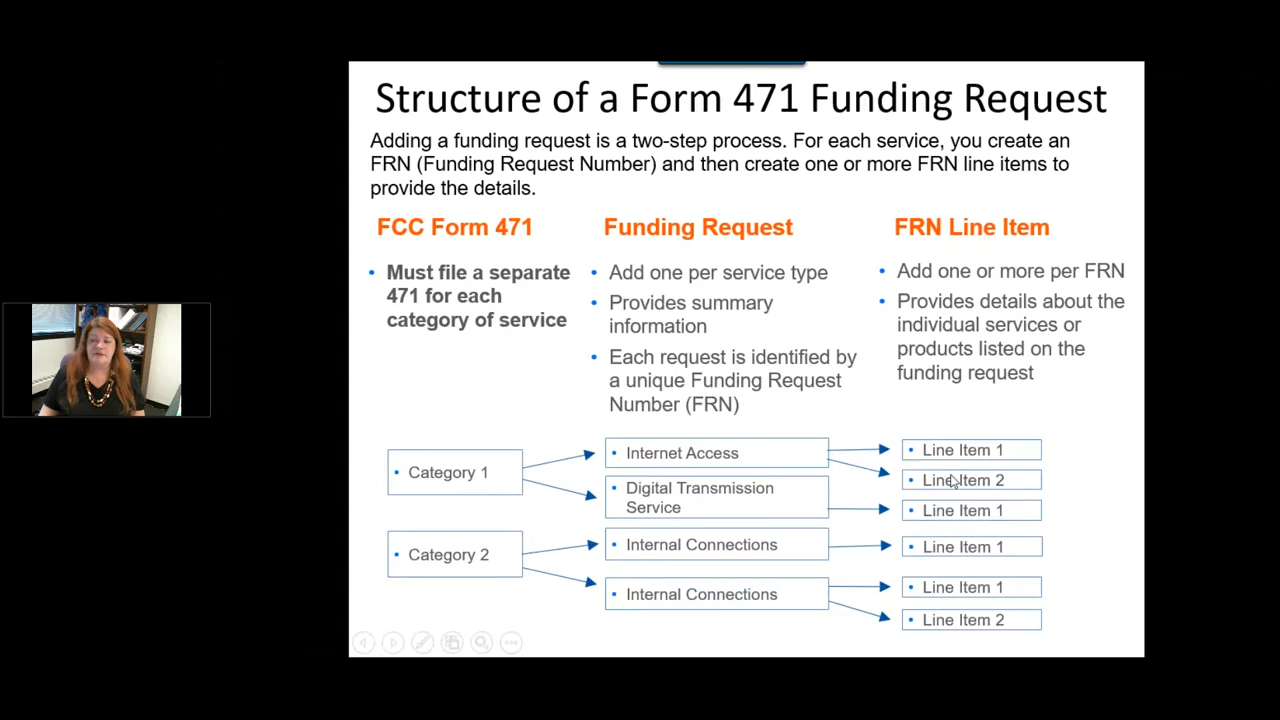 Structure of a Form 471 Funding Request
Adding a funding request is a two-step process. For each service, you create an
FRN (Funding Request Number) and then create one or more FRN line items to
provide the details.
FCC Form 471
• Must file a separate
471 for each
category of service
Funding Request
• Add one per service type
• Provides summary
information
• Each request is identified by
a unique Funding Request
Number (FRN)
FRN Line Item
• Add one or more per FRN
• Provides details about the
individual services or
products listed on the
funding request
• Category 1
• Internet Access
• Line Item 1
• Line Item 2
• Digital Transmission
Service
• Line Item 1
• Category 2
• Internal Connections
• Line Item 1
• Internal Connections
• Line Item 1
• Line Item 2